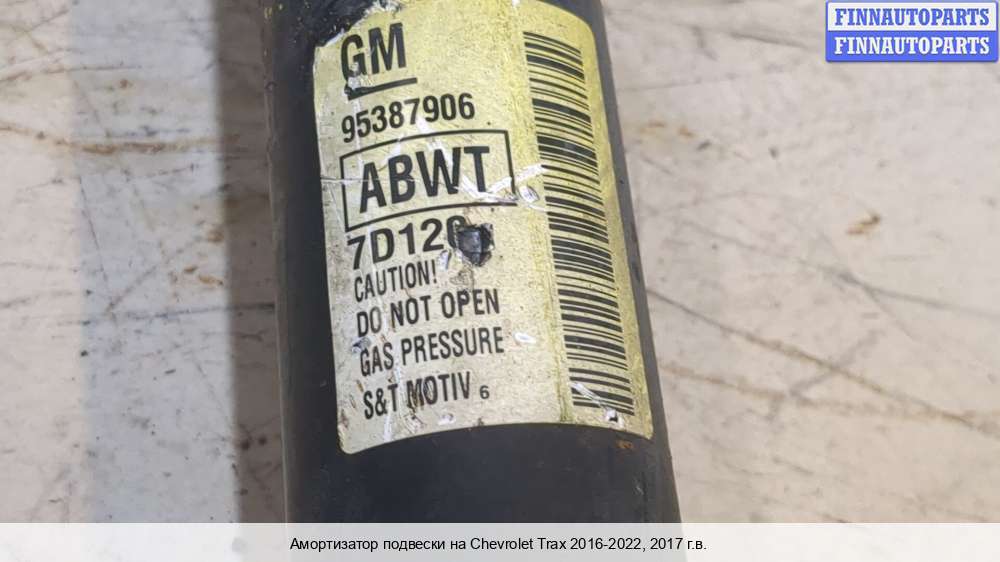 FINNAUTOPARTS
FINNAUTOPARTS
GM
95387906
ABWT
CAUTION!
DO NOT OPEN
GAS PRESSURE
S&T MOTIV 6
Амортизатор подвески на Chevrolet Trax 2016-2022, 2017 г.в.